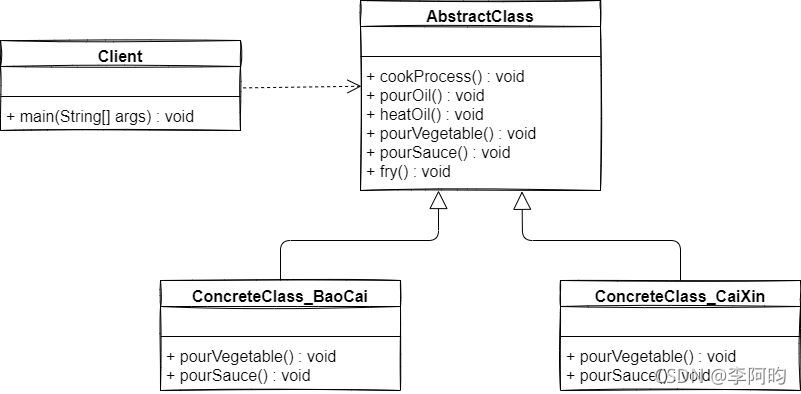 AbstractClass
+ cookProcess() : void
+ pourOil() : void
+ heatOil() : void
+ pourVegetable() : void
+ pourSauce() : void
+ fry() : void
Client
+ main(String[] args) : void
ConcreteClass_BaoCai
+ pourVegetable() : void
+ pourSauce() : void
ConcreteClass_CaiXin
+ pourVegetable() : void
+ pourSauce() : void
CSDN @李阿昀